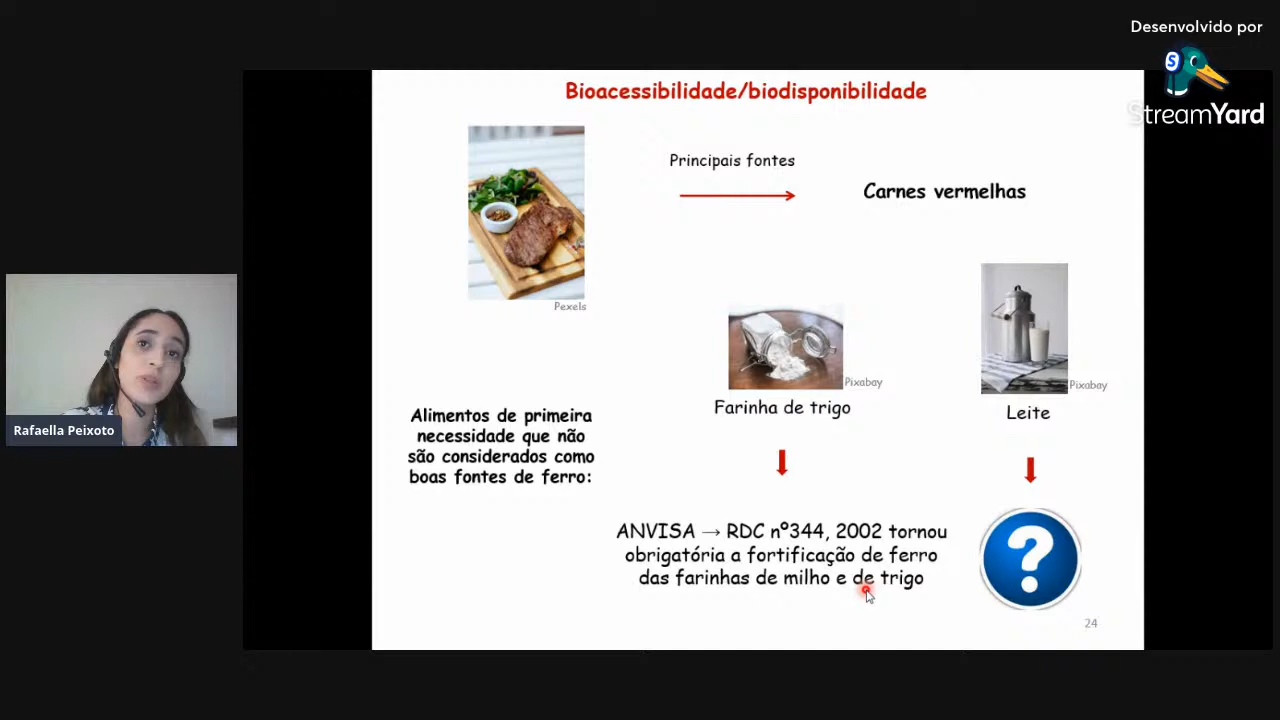 Desenvolvido por
StreamYard
Bioacessibilidade/biodisponibilidade
Principais fontes
Carnes vermelhas
Pexels
Pixabay
Pixabay
Farinha de trigo
Leite
Rafaella Peixoto
Alimentos de primeira
necessidade que não
são considerados como
boas fontes de ferro:
ANVISA → RDC nº344, 2002 tornou
obrigatória a fortificação de ferro
das farinhas de milho e de trigo
?
24